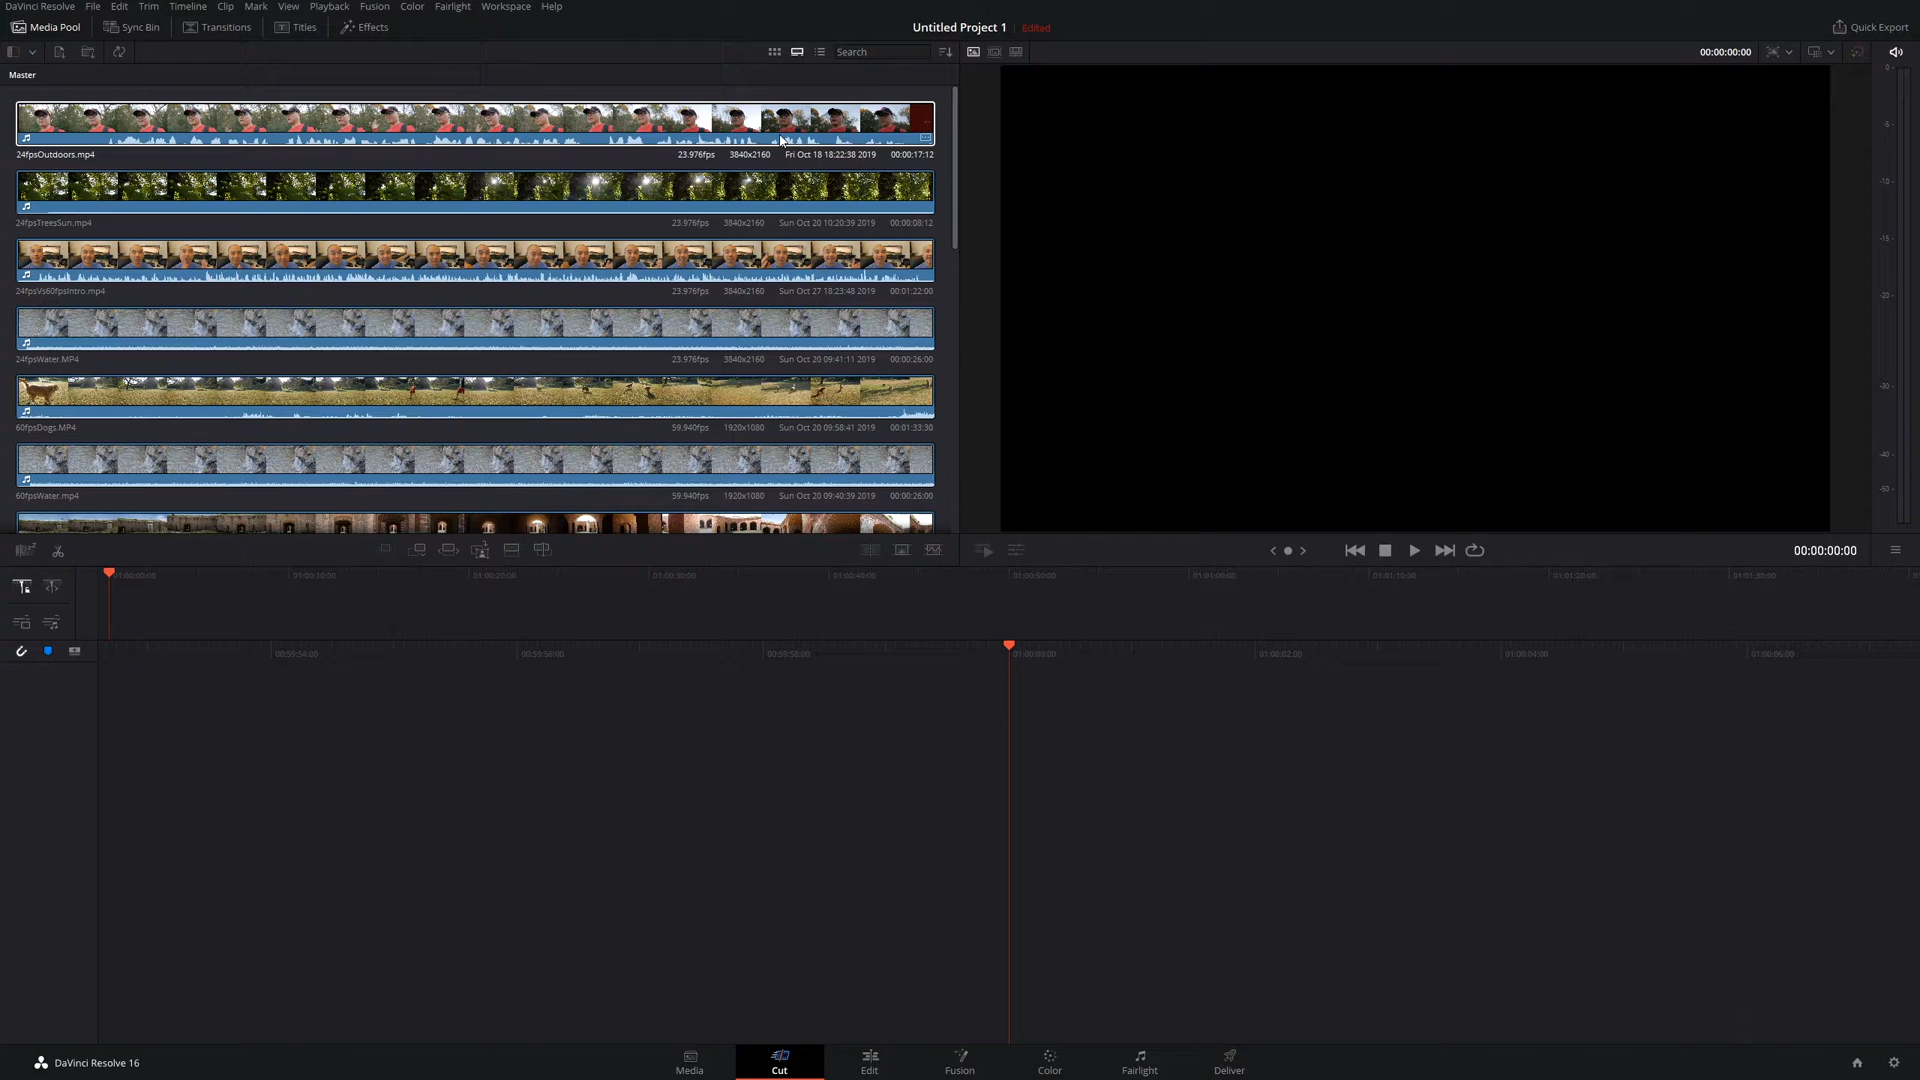 DaVinci Resolve File Edit Trim Timeline Clip Mark View Playback Fusion Color Fairlight Workspace Help
Media Pool Sync Bin Transitions Titles Effects Untitled Project 1 Edited Quick Export
Search 00:00:00:00
Master
24fpsOutdoors.mp4 23.976fps 3840x2160 Fri Oct 18 18:22:38 2019 00:00:17:12
24fpsTreesSun.mp4 23.976fps 3840x2160 Sun Oct 20 10:20:39 2019 00:00:08:12
24fpsVs60fpsIntro.mp4 23.976fps 3840x2160 Sun Oct 27 18:23:48 2019 00:01:22:00
24fpsWater.MP4 23.976fps 3840x2160 Sun Oct 20 09:41:11 2019 00:00:26:00
60fpsDogs.MP4 59.940fps 1920x1080 Sun Oct 20 09:58:41 2019 00:01:33:30
60fpsWater.mp4 59.940fps 1920x1080 Sun Oct 20 09:40:39 2019 00:00:26:00
0
-5
-10
-15
-20
-30
-40
-50
00:00:00:00
01:00:00:00 01:00:10:00 01:00:20:00 01:00:30:00 01:00:40:00 01:00:50:00 01:01:00:00 01:01:10:00 01:01:20:00 01:01:30:00
00:59:54:00 00:59:56:00 00:59:58:00 01:00:00:00 01:00:02:00 01:00:04:00 01:00:06:00
DaVinci Resolve 16 Media Cut Edit Fusion Color Fairlight Deliver